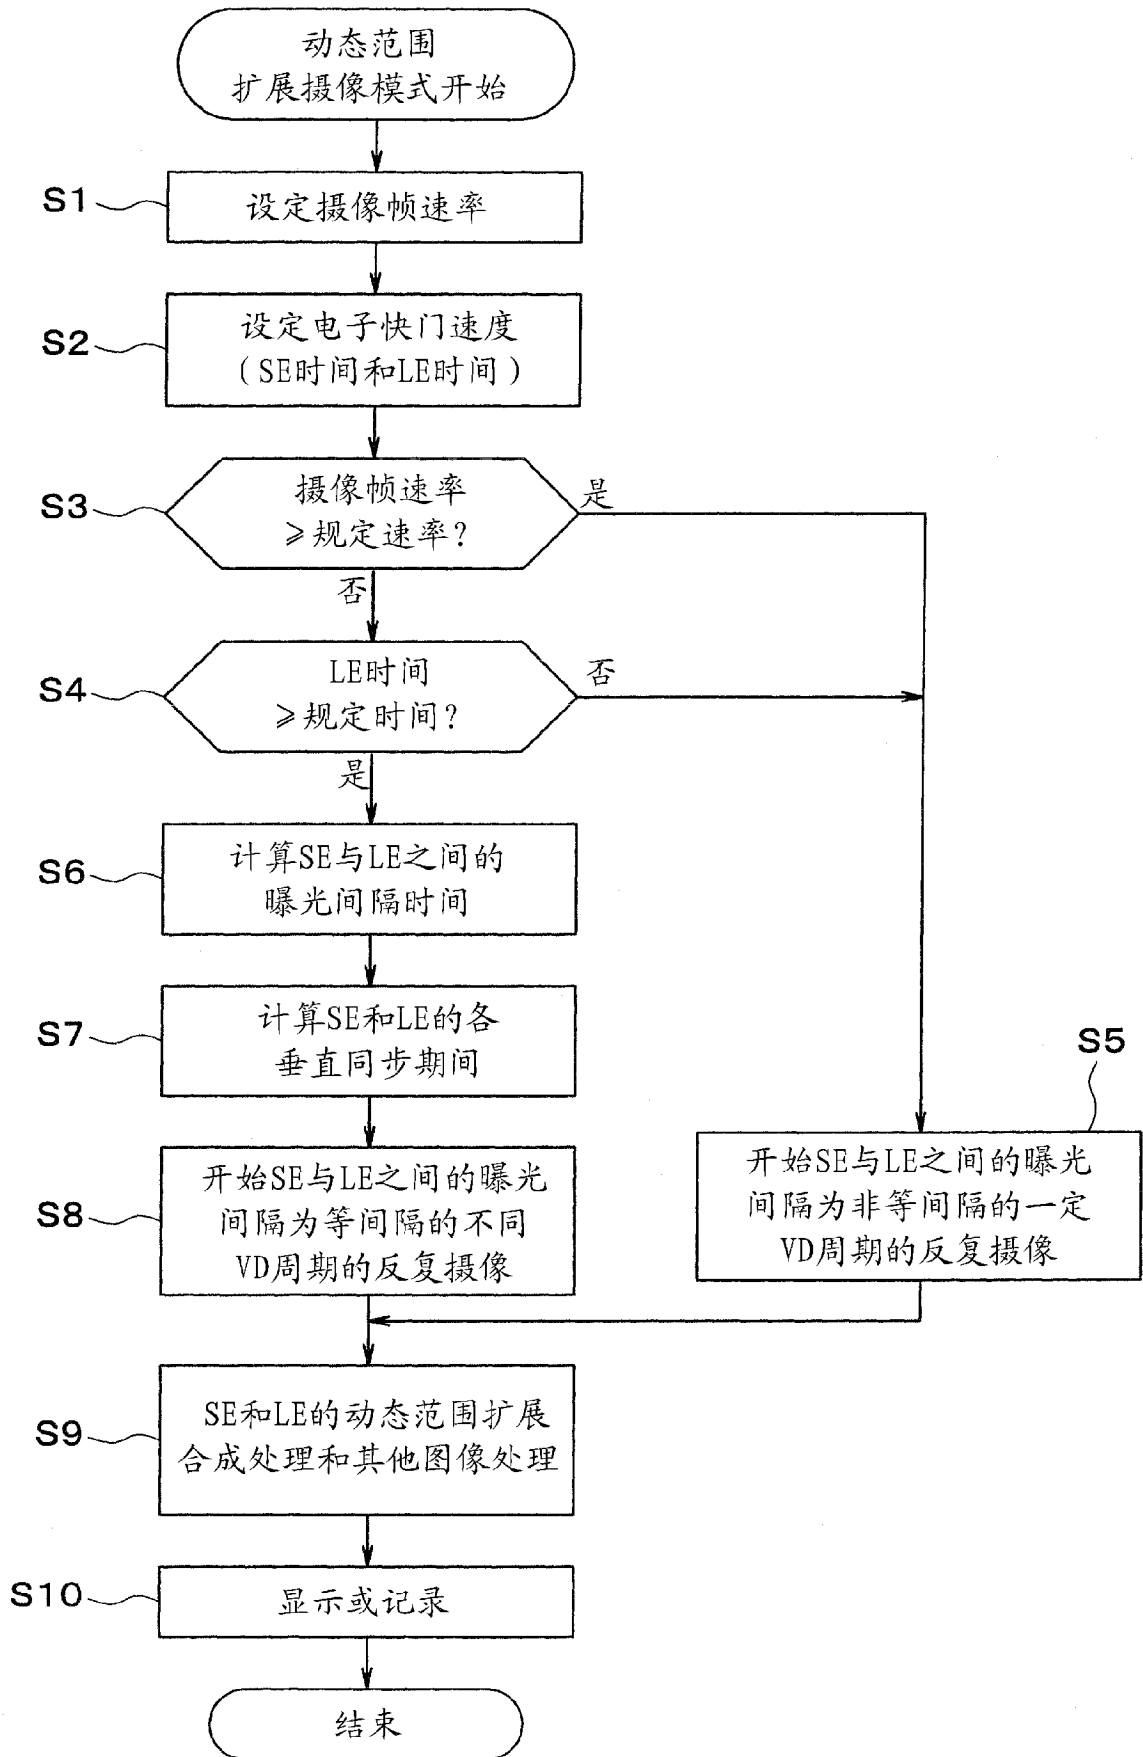 动态范围
扩展摄像模式开始
S1
设定摄像帧速率
S2
设定电子快门速度
(SE时间和LE时间)
S3
摄像帧速率
≥规定速率?
是
否
S4
LE时间
≥规定时间?
否
是
S6
计算SE与LE之间的
曝光间隔时间
S7
计算SE和LE的各
垂直同步期间
S5
开始SE与LE之间的曝光
间隔为非等间隔的一定
VD周期的反复摄像
S8
开始SE与LE之间的曝光
间隔为等间隔的不同
VD周期的反复摄像
S9
SE和LE的动态范围扩展
合成处理和其他图像处理
S10
显示或记录
结束